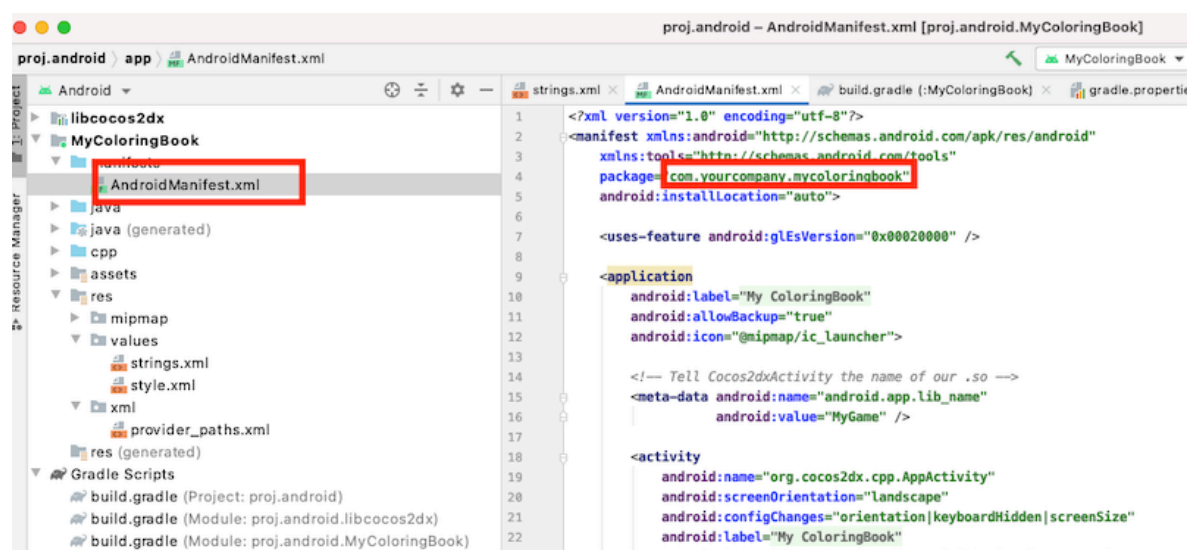 proj.android – AndroidManifest.xml [proj.android.MyColoringBook]
proj.android app AndroidManifest.xml
MyColoringBook
Android
strings.xml
AndroidManifest.xml
build.gradle (:MyColoringBook)
gradle.propertie
1: Project
Resource Manager
libcocos2dx
MyColoringBook
manifests
AndroidManifest.xml
java
java (generated)
cpp
assets
res
mipmap
values
strings.xml
style.xml
xml
provider_paths.xml
res (generated)
Gradle Scripts
build.gradle (Project: proj.android)
build.gradle (Module: proj.android.libcocos2dx)
build.gradle (Module: proj.android.MyColoringBook)
1 <?xml version="1.0" encoding="utf-8"?>
2 <manifest xmlns:android="http://schemas.android.com/apk/res/android"
3 xmlns:tools="http://schemas.android.com/tools"
4 package="com.yourcompany.mycoloringbook"
5 android:installLocation="auto">
6
7 <uses-feature android:glEsVersion="0x00020000" />
8
9 <application
10 android:label="My ColoringBook"
11 android:allowBackup="true"
12 android:icon="@mipmap/ic_launcher">
13
14 <!-- Tell Cocos2dxActivity the name of our .so -->
15 <meta-data android:name="android.app.lib_name"
16 android:value="MyGame" />
17
18 <activity
19 android:name="org.cocos2dx.cpp.AppActivity"
20 android:screenOrientation="landscape"
21 android:configChanges="orientation|keyboardHidden|screenSize"
22 android:label="My ColoringBook"